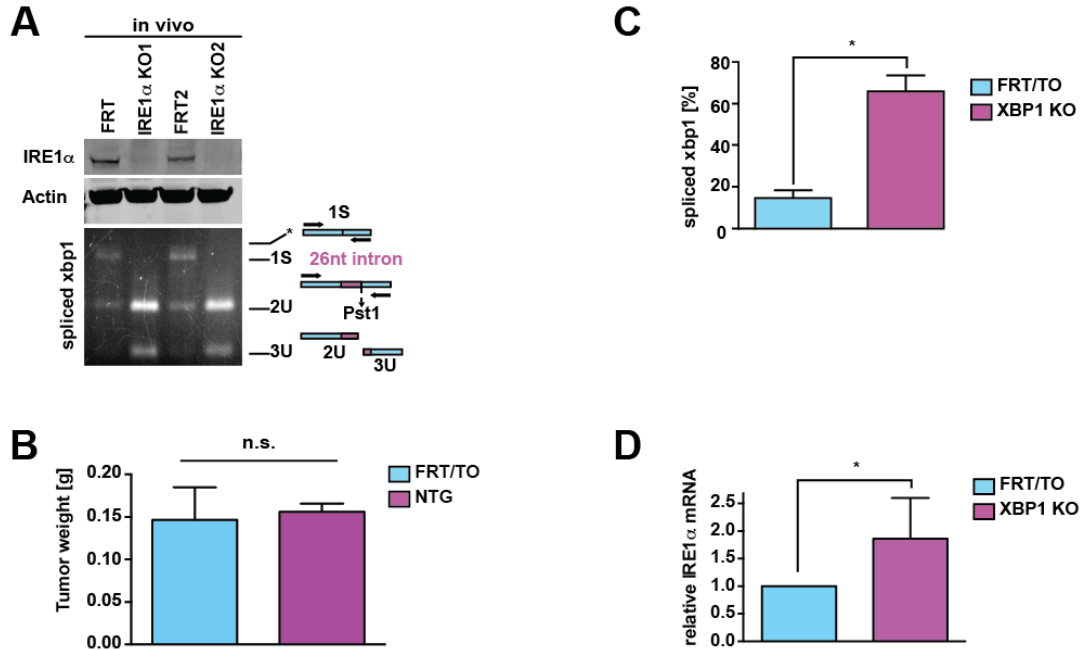 A
in vivo
FRT
IRE1α KO1
FRT2
IRE1α KO2
IRE1α
Actin
spliced xbp1
*
1S
2U
3U
1S
26nt intron
Pst1
2U
3U
B
n.s.
Tumor weight [g]
0.20
0.15
0.10
0.05
0.00
FRT/TO
NTG
C
*
spliced xbp1 [%]
80
60
40
20
0
FRT/TO
XBP1 KO
D
*
relative IRE1α mRNA
2.5
2.0
1.5
1.0
0.5
0.0
FRT/TO
XBP1 KO